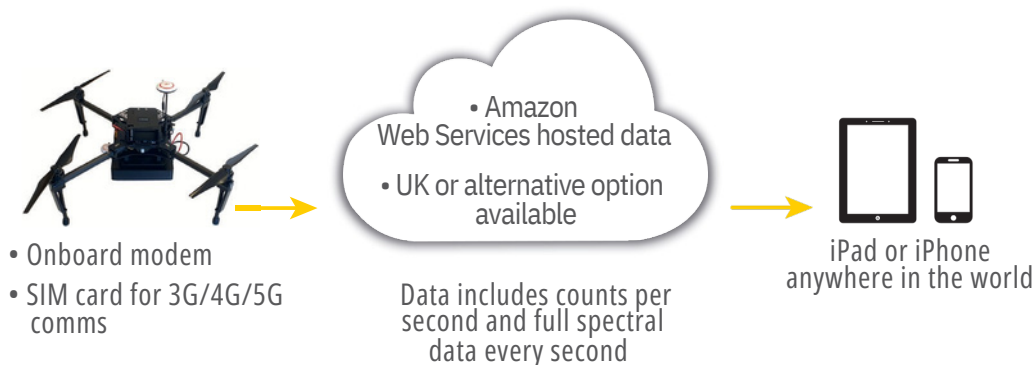 • Amazon
Web Services hosted data
• UK or alternative option
available
• Onboard modem
• SIM card for 3G/4G/5G
comms
Data includes counts per
second and full spectral
data every second
iPad or iPhone
anywhere in the world